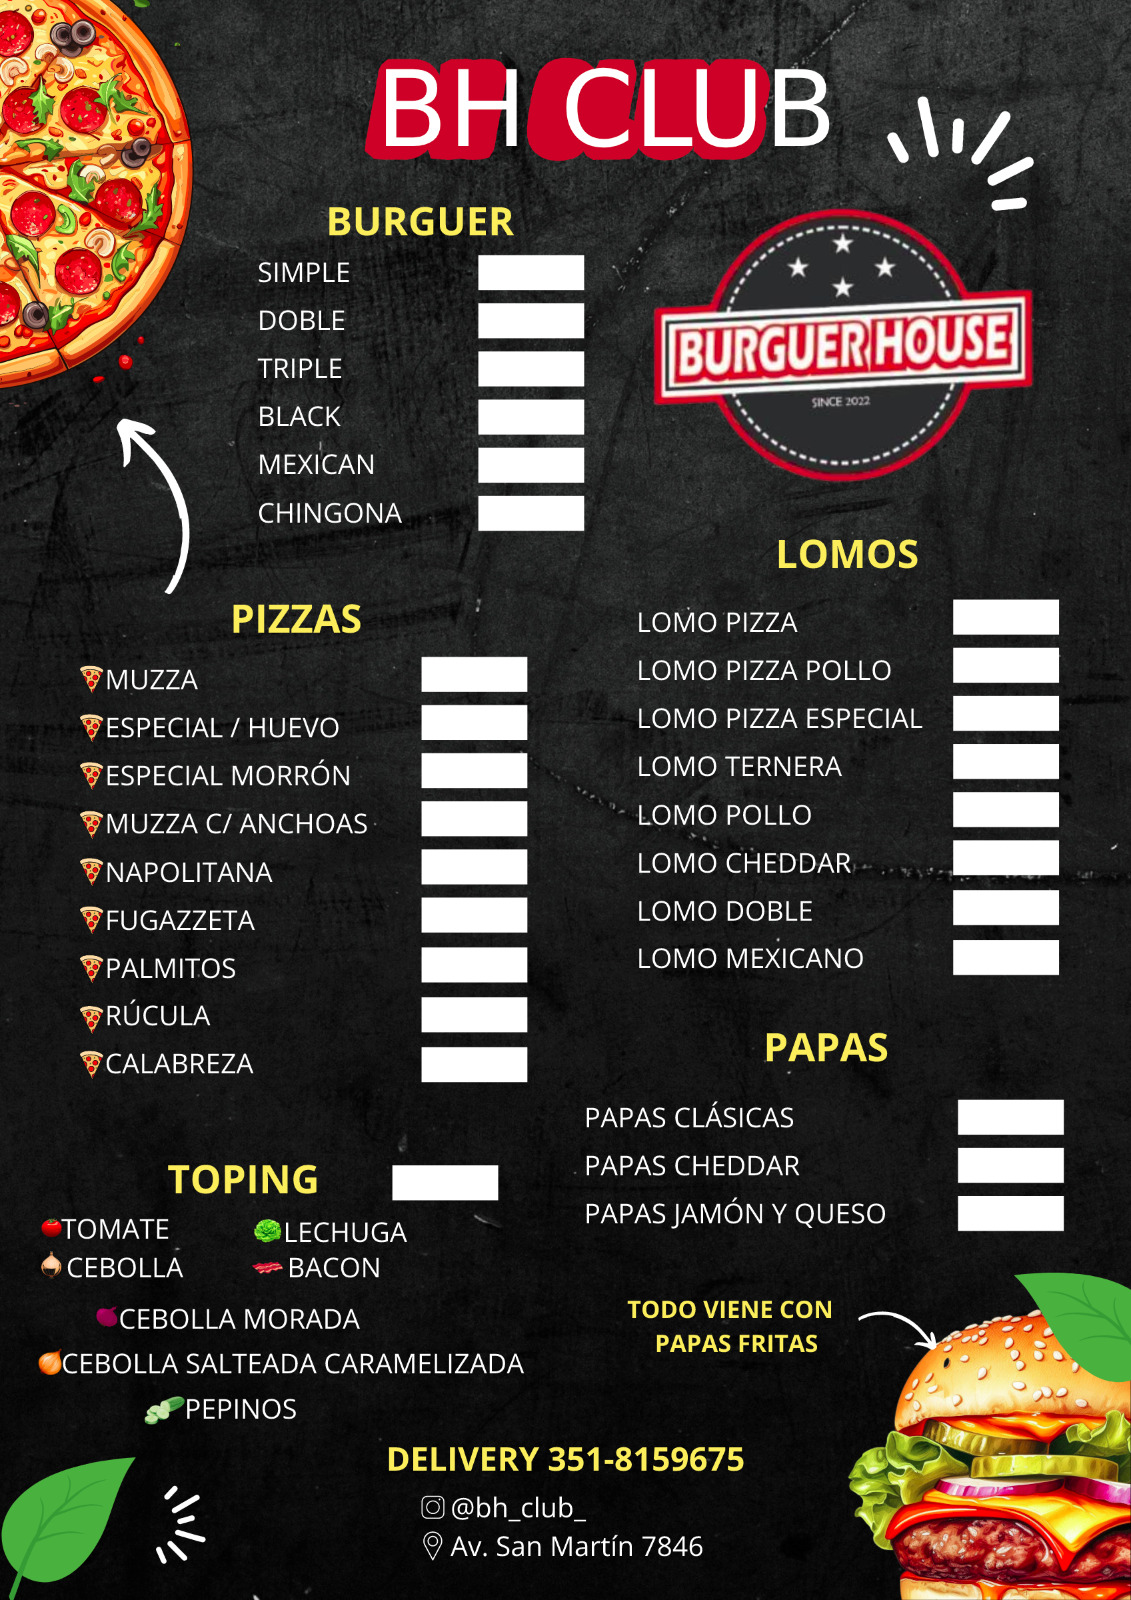 BH CLUB
BURGUER
SIMPLE
DOBLE
TRIPLE
BLACK
MEXICAN
CHINGONA
BURGUER HOUSE
SINCE 2022
LOMOS
LOMO PIZZA
LOMO PIZZA POLLO
LOMO PIZZA ESPECIAL
LOMO TERNERA
LOMO POLLO
LOMO CHEDDAR
LOMO DOBLE
LOMO MEXICANO
PIZZAS
MUZZA
ESPECIAL / HUEVO
ESPECIAL MORRÓN
MUZZA C/ ANCHOAS
NAPOLITANA
FUGAZZETA
PALMITOS
RÚCULA
CALABREZA
PAPAS
PAPAS CLÁSICAS
PAPAS CHEDDAR
PAPAS JAMÓN Y QUESO
TOPING
TOMATE
LECHUGA
CEBOLLA
BACON
CEBOLLA MORADA
CEBOLLA SALTEADA CARAMELIZADA
PEPINOS
TODO VIENE CON
PAPAS FRITAS
DELIVERY 351-8159675
@bh_club_
Av. San Martín 7846